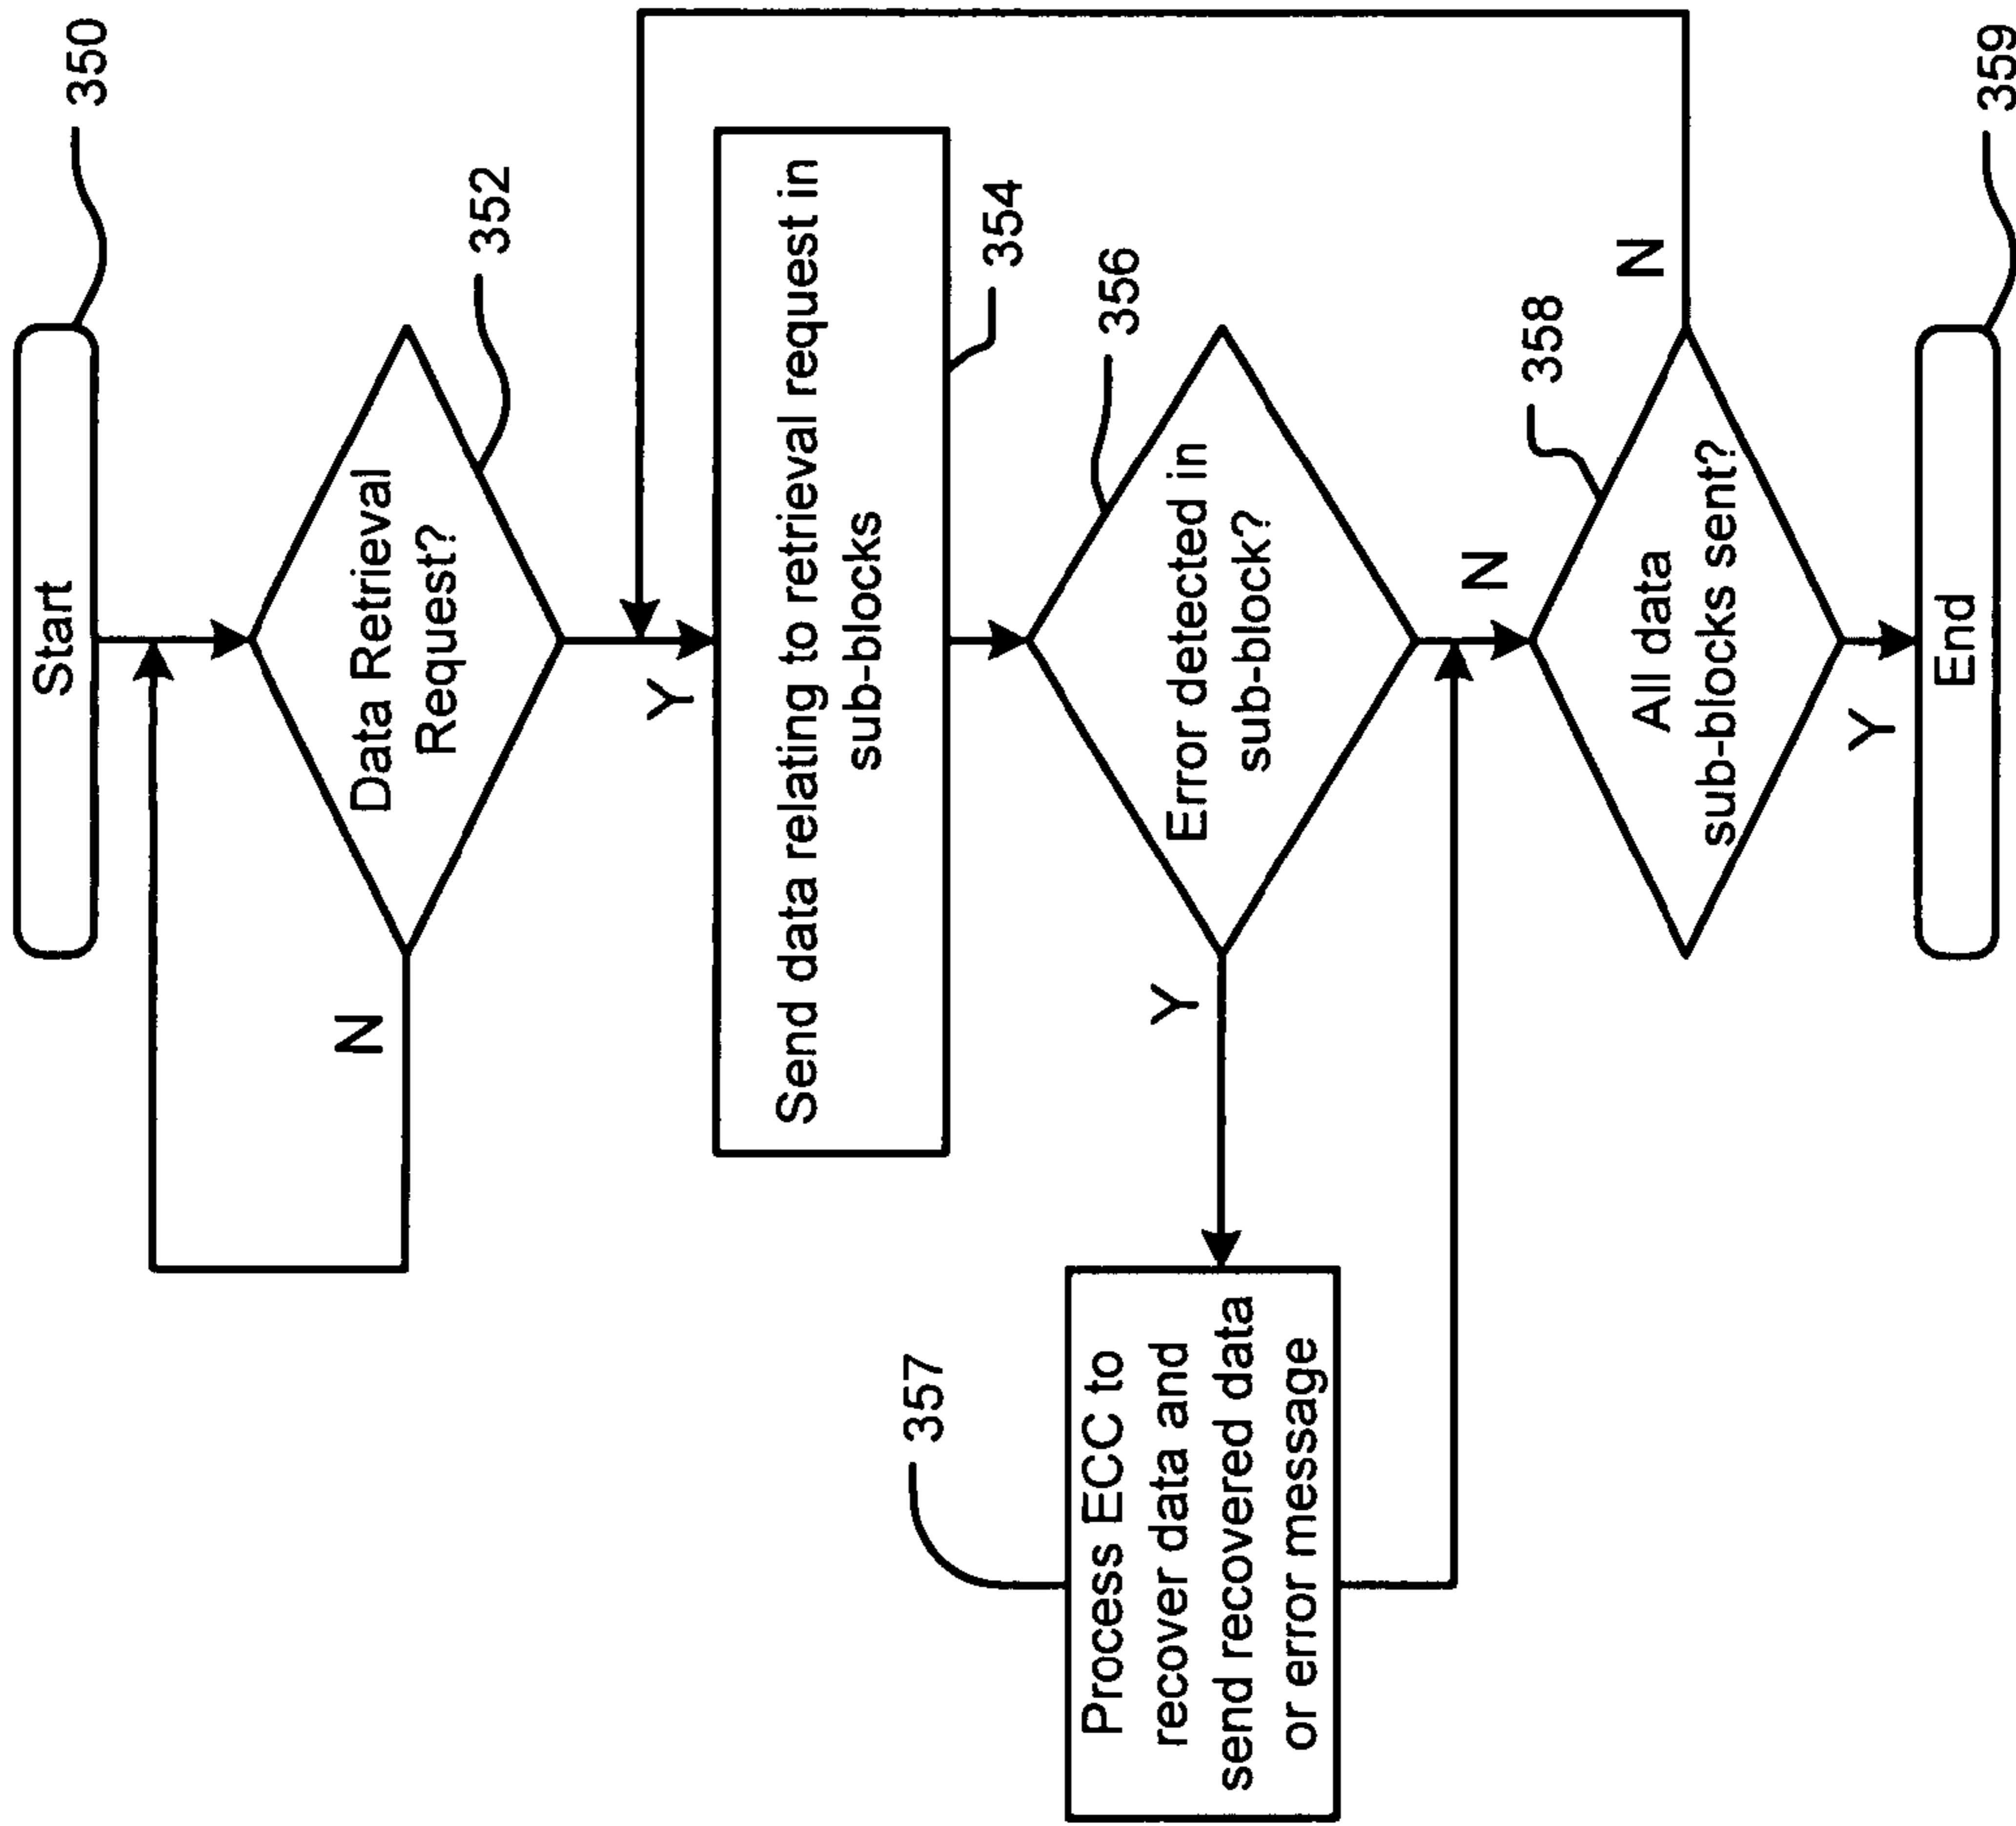 Start
350
Data Retrieval
Request?
352
N
Y
Send data relating to retrieval request in
sub-blocks
354
Error detected in
sub-block?
356
Y
N
357
Process ECC to
recover data and
send recovered data
or error message
All data
sub-blocks sent?
358
N
Y
End
359